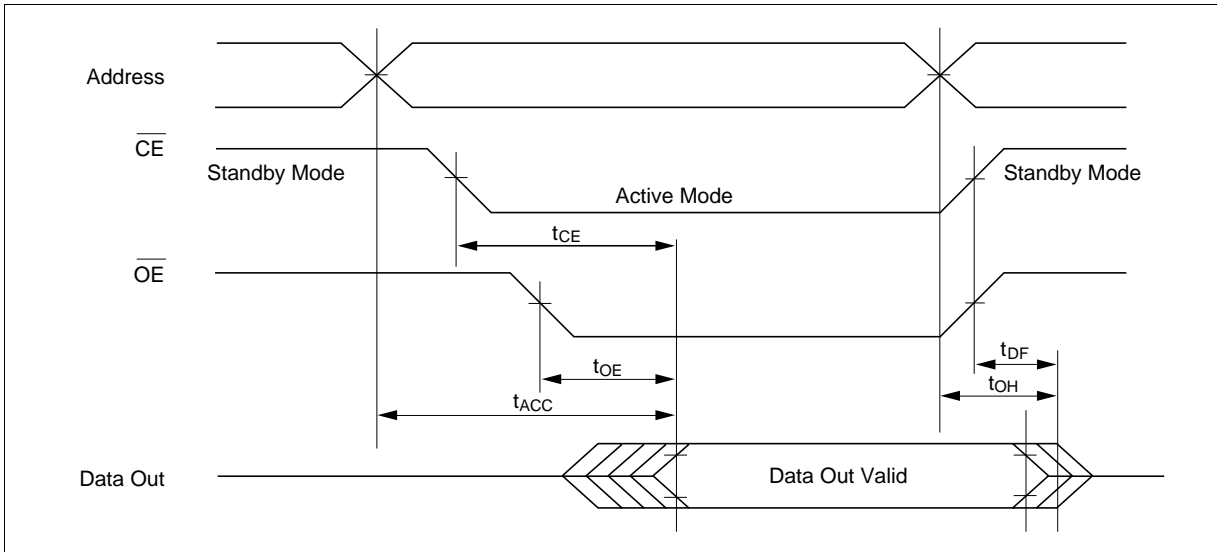 Address
CE
Standby Mode
Active Mode
Standby Mode
tCE
OE
tDF
tOE
tOH
tACC
Data Out
Data Out Valid